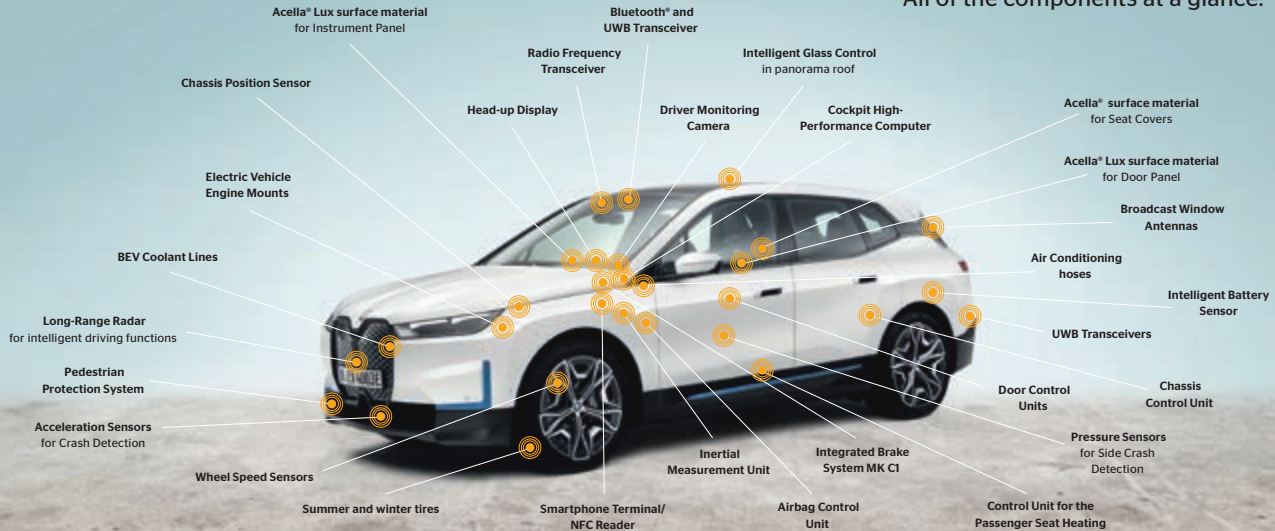 All of the components at a glance.
Acella® Lux surface material
for Instrument Panel
Bluetooth® and
UWB Transceiver
Radio Frequency
Transceiver
Intelligent Glass Control
in panorama roof
Chassis Position Sensor
Head-up Display
Driver Monitoring
Camera
Cockpit High-
Performance Computer
Acella® surface material
for Seat Covers
Electric Vehicle
Engine Mounts
Acella® Lux surface material
for Door Panel
Broadcast Window
Antennas
BEV Coolant Lines
Air Conditioning
hoses
Intelligent Battery
Sensor
Long-Range Radar
for intelligent driving functions
UWB Transceivers
Pedestrian
Protection System
Door Control
Units
Chassis
Control Unit
Acceleration Sensors
for Crash Detection
Pressure Sensors
for Side Crash
Detection
Wheel Speed Sensors
Inertial
Measurement Unit
Integrated Brake
System MK C1
Summer and winter tires
Smartphone Terminal/
NFC Reader
Airbag Control
Unit
Control Unit for the
Passenger Seat Heating